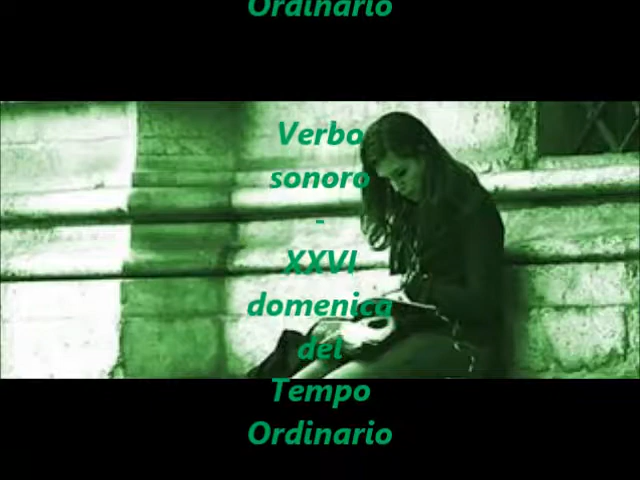 Ordinario
Verbo
sonoro
-
XXVI
domenica
del
Tempo
Ordinario